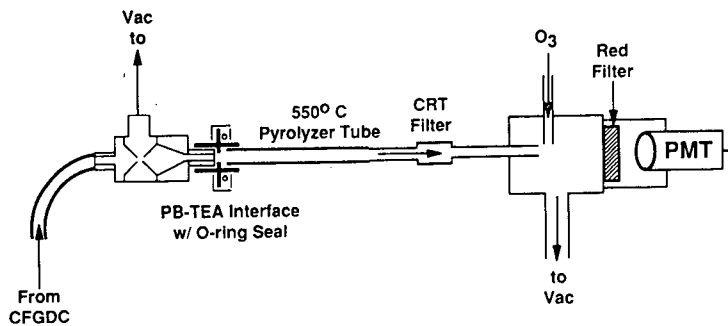 Vac
to
O3
Red
Filter
550º C
Pyrolyzer Tube
CRT
Filter
PMT
PB-TEA Interface
w/ O-ring Seal
From
CFGDC
to
Vac